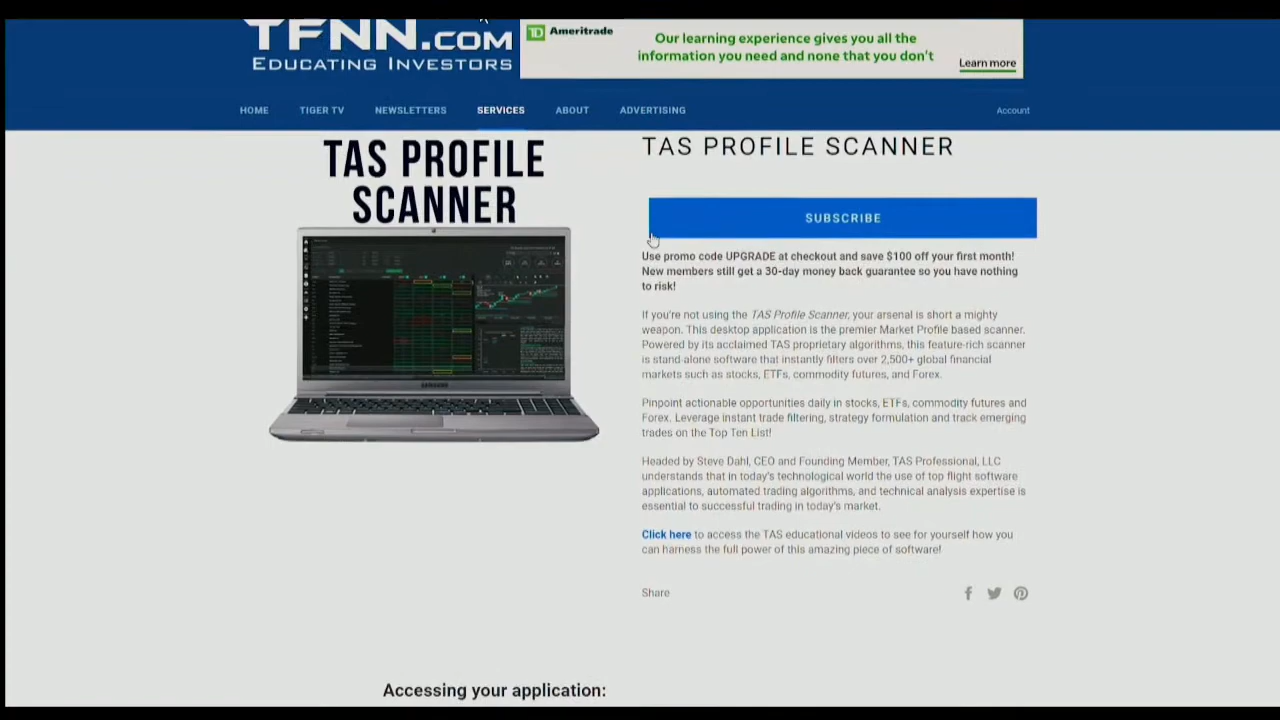 TFNN.COM
EDUCATING INVESTORS
TD Ameritrade
Our learning experience gives you all the
information you need and none that you don't
Learn more
HOME TIGER TV NEWSLETTERS SERVICES ABOUT ADVERTISING Account
TAS PROFILE
SCANNER
SAMSUNG
TAS PROFILE SCANNER
SUBSCRIBE
Use promo code UPGRADE at checkout and save $100 off your first month!
New members still get a 30-day money back guarantee so you have nothing
to risk!
If you're not using the TAS Profile Scanner, your arsenal is short a mighty
weapon. This desktop application is the premier Market Profile based scanner.
Powered by its acclaimed TAS proprietary algorithms, this feature-rich scanner
is stand-alone software that instantly filters over 2,500+ global financial
markets such as stocks, ETFs, commodity futures, and Forex.
Pinpoint actionable opportunities daily in stocks, ETFs, commodity futures and
Forex. Leverage instant trade filtering, strategy formulation and track emerging
trades on the Top Ten List!
Headed by Steve Dahl, CEO and Founding Member, TAS Professional, LLC
understands that in today's technological world the use of top flight software
applications, automated trading algorithms, and technical analysis expertise is
essential to successful trading in today's market.
Click here to access the TAS educational videos to see for yourself how you
can harness the full power of this amazing piece of software!
Share
Accessing your application: